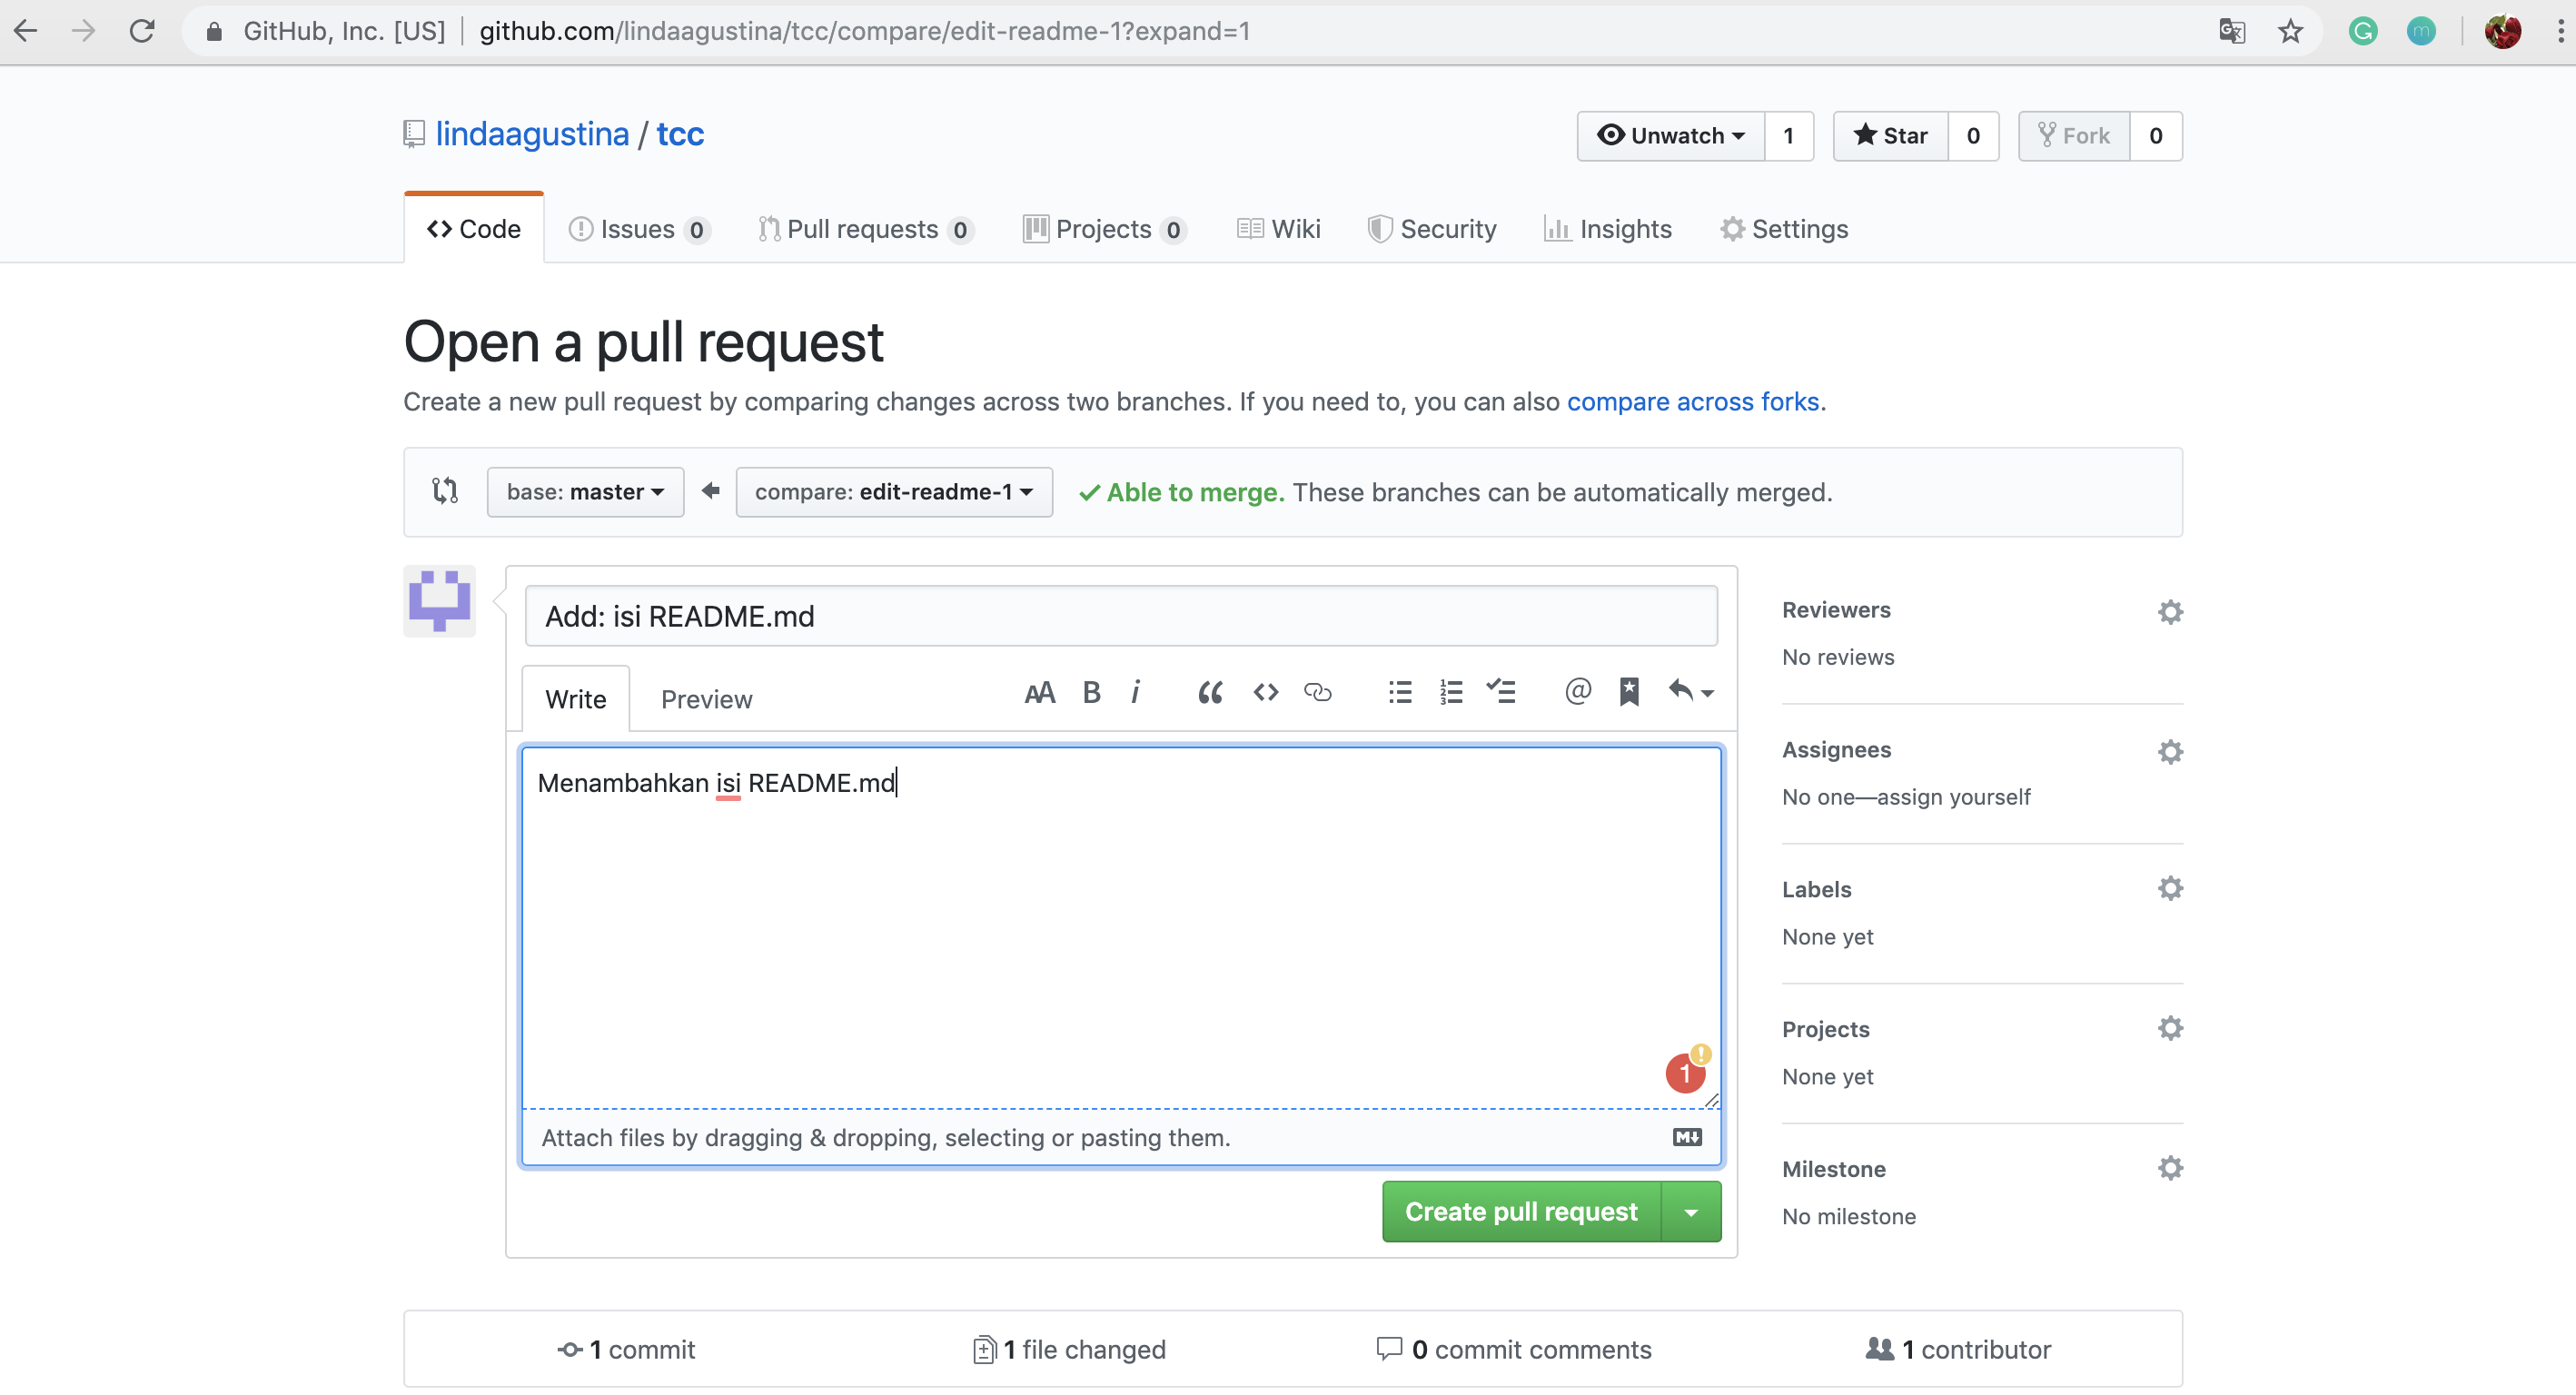 GitHub, Inc. [US] github.com/lindaagustina/tcc/compare/edit-readme-1?expand=1
lindaagustina / tcc
Unwatch 1 Star 0 Fork 0
Code Issues 0 Pull requests 0 Projects 0 Wiki Security Insights Settings
Open a pull request
Create a new pull request by comparing changes across two branches. If you need to, you can also compare across forks.
base: master compare: edit-readme-1 Able to merge. These branches can be automatically merged.
Add: isi README.md
Write Preview
Menambahkan isi README.md
1
Attach files by dragging & dropping, selecting or pasting them.
Create pull request
Reviewers
No reviews
Assignees
No one—assign yourself
Labels
None yet
Projects
None yet
Milestone
No milestone
1 commit 1 file changed 0 commit comments 1 contributor